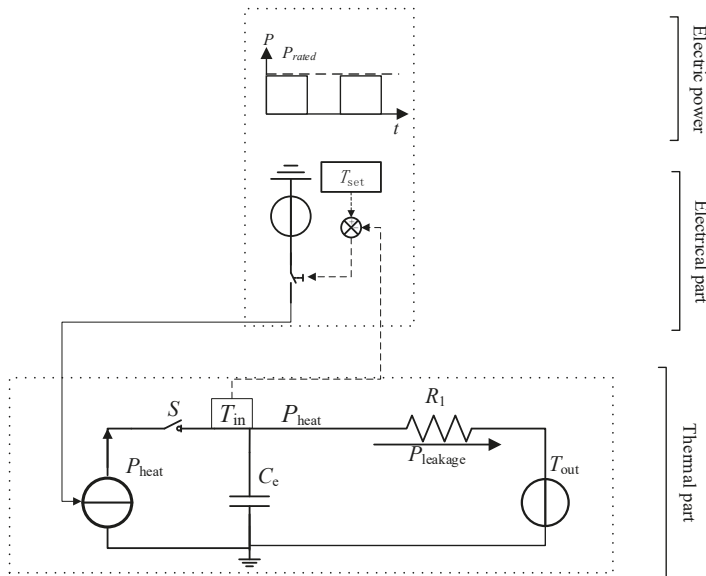 P
P_rated
t
Electric power
T_set
Electrical part
S
T_in
P_heat
R_1
P_leakage
P_heat
C_e
T_out
Thermal part